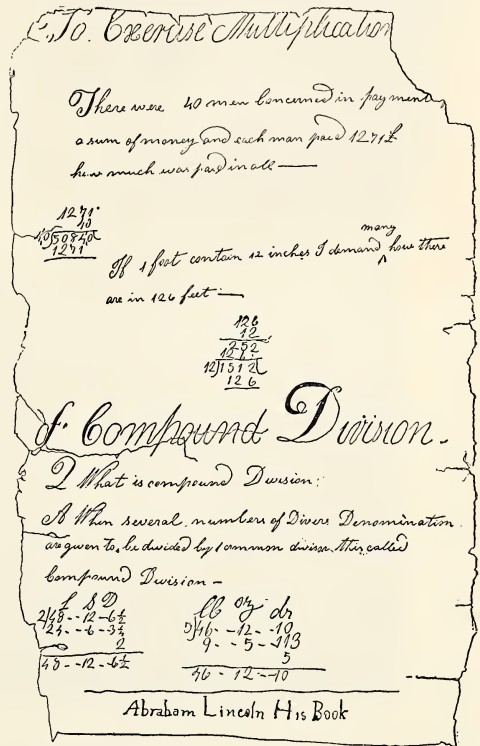 To Exercise Multiplication
There were 40 men concerned in payment
a sum of money and each man paid 1271£
how much was paid in all —
1271
40
40)50840(
1271
many
If 1 foot contain 12 inches I demand ^ how there
are in 126 feet —
126
12
252
126
12)1512(
126
of Compound Division -
Q What is compound Division:
A When several numbers of Divers Denomination
are given to be divided by 1 common divisor this called
Compound Division -
£ S D
2)48--12-6½
24--6-3¼
2
48--12-6½
lb oz dr
5)46--12--10
9--5--113
5
46-12--10
Abraham Lincoln His Book